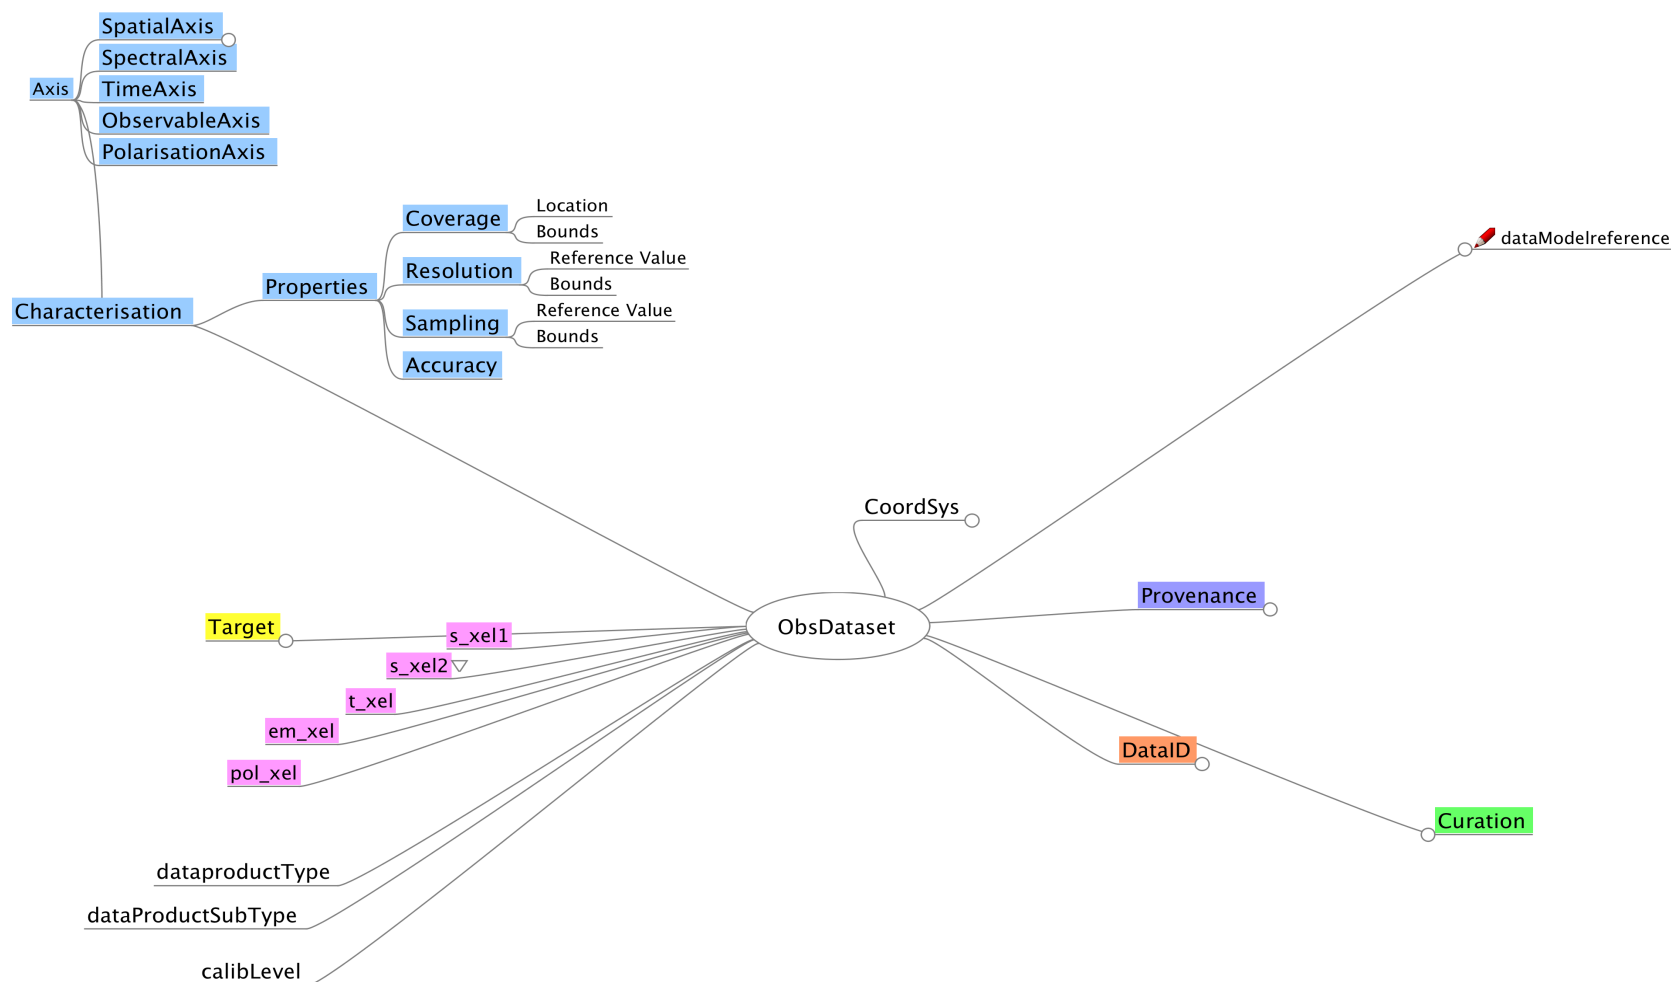 SpatialAxis
SpectralAxis
Axis
TimeAxis
ObservableAxis
PolarisationAxis
Location
Coverage
Bounds
Reference Value
Resolution
Bounds
Properties
Reference Value
Characterisation
Sampling
Bounds
Accuracy
dataModelreference
CoordSys
Provenance
Target
s_xel1
ObsDataset
s_xel2
t_xel
em_xel
DataID
pol_xel
Curation
dataproductType
dataProductSubType
calibLevel